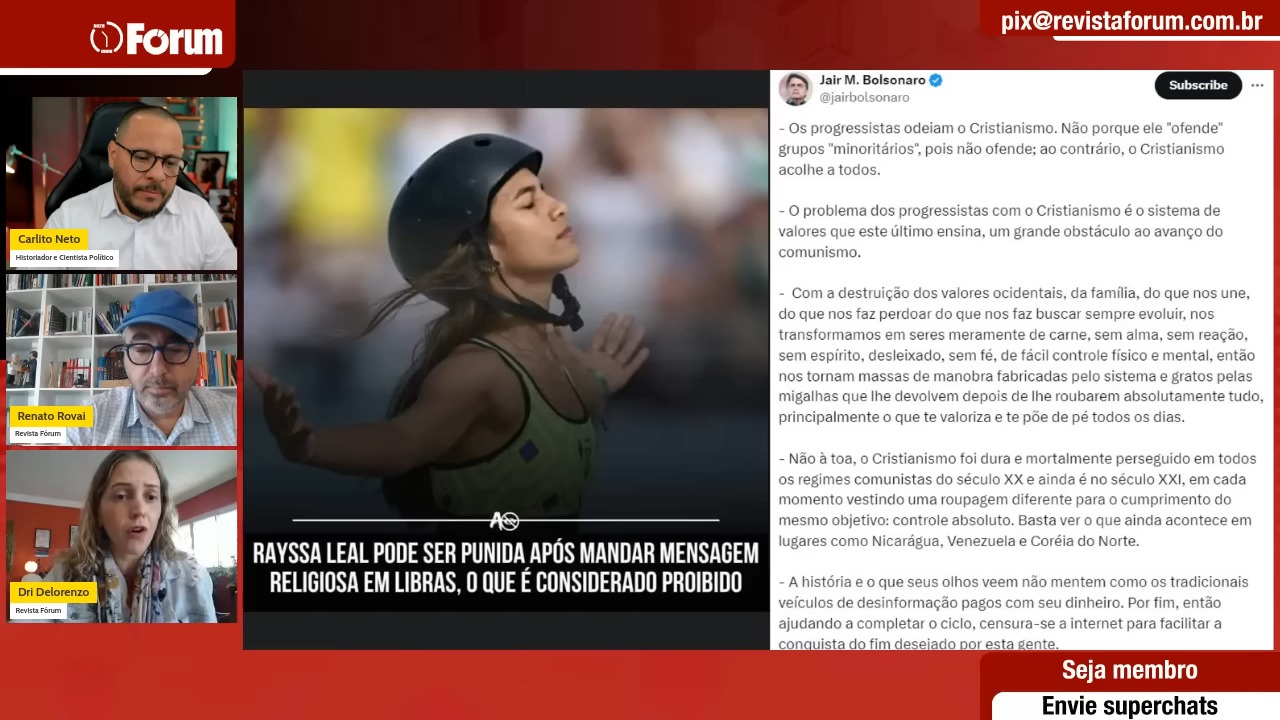 Forum
pix@revistaforum.com.br
Carlito Neto
Historiador e Cientista Político
Renato Rovai
Revista Fórum
Dri Delorenzo
Revista Fórum
RAYSSA LEAL PODE SER PUNIDA APÓS MANDAR MENSAGEM
RELIGIOSA EM LIBRAS, O QUE É CONSIDERADO PROIBIDO
Jair M. Bolsonaro
@jairbolsonaro
Subscribe
- Os progressistas odeiam o Cristianismo. Não porque ele "ofende"
grupos "minoritários", pois não ofende; ao contrário, o Cristianismo
acolhe a todos.
- O problema dos progressistas com o Cristianismo é o sistema de
valores que este último ensina, um grande obstáculo ao avanço do
comunismo.
- Com a destruição dos valores ocidentais, da família, do que nos une,
do que nos faz perdoar do que nos faz buscar sempre evoluir, nos
transformamos em seres meramente de carne, sem alma, sem reação,
sem espírito, desleixado, sem fé, de fácil controle físico e mental, então
nos tornam massas de manobra fabricadas pelo sistema e gratos pelas
migalhas que lhe devolvem depois de lhe roubarem absolutamente tudo,
principalmente o que te valoriza e te põe de pé todos os dias.
- Não à toa, o Cristianismo foi dura e mortalmente perseguido em todos
os regimes comunistas do século XX e ainda é no século XXI, em cada
momento vestindo uma roupagem diferente para o cumprimento do
mesmo objetivo: controle absoluto. Basta ver o que ainda acontece em
lugares como Nicarágua, Venezuela e Coréia do Norte.
- A história e o que seus olhos veem não mentem como os tradicionais
veículos de desinformação pagos com seu dinheiro. Por fim, então
ajudando a completar o ciclo, censura-se a internet para facilitar a
conquista do fim desejado por esta gente.
Seja membro
Envie superchats